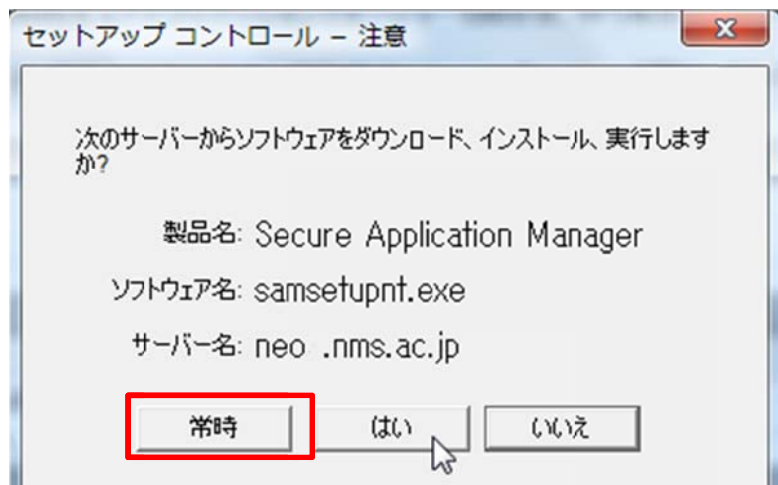 セットアップ コントロール - 注意
次のサーバーからソフトウェアをダウンロード、インストール、実行します
か?
製品名: Secure Application Manager
ソフトウェア名: samsetupnt.exe
サーバー名: neo .nms.ac.jp
常時 はい いいえ